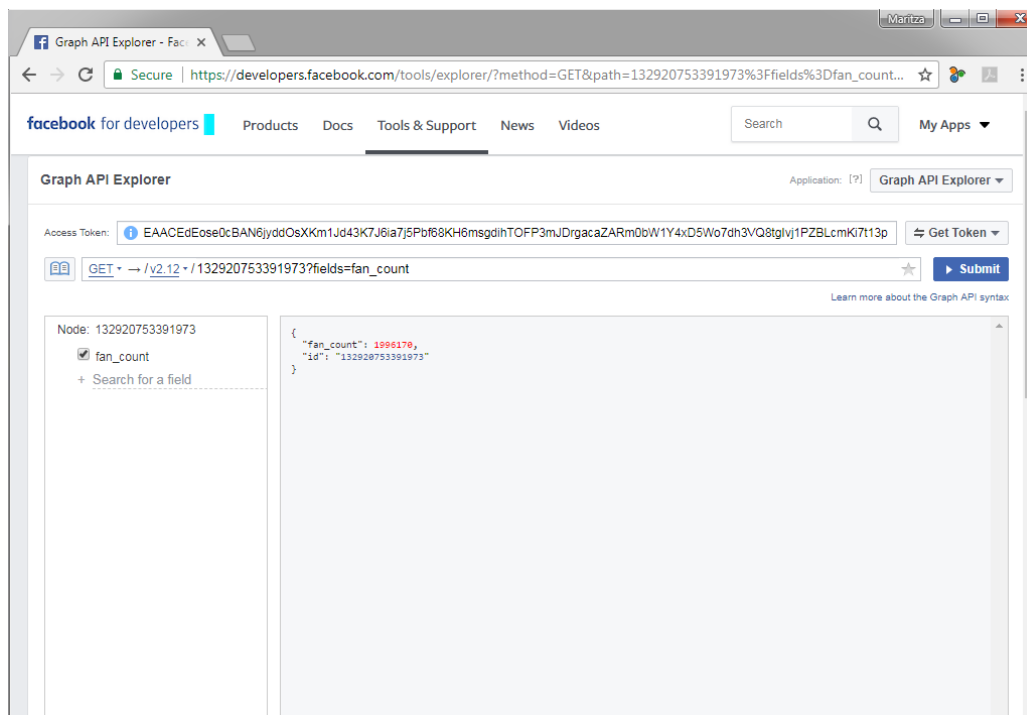 Maritza
Graph API Explorer - Fac
Secure | https://developers.facebook.com/tools/explorer/?method=GET&path=132920753391973%3Ffields%3Dfan_count...
facebook for developers Products Docs Tools & Support News Videos Search My Apps
Graph API Explorer Application: [?] Graph API Explorer
Access Token: EAACEdEose0cBAN6jyddOsXKm1Jd43K7J6ia7j5Pbf68KH6msgdihTOFP3mJDrgacaZARm0bW1Y4xD5Wo7dh3VQ8tgIvj1PZBLcmKi7t13p Get Token
GET → /v2.12 /132920753391973?fields=fan_count Submit
Learn more about the Graph API syntax
Node: 132920753391973
fan_count
+ Search for a field
{
"fan_count": 1996170,
"id": "132920753391973"
}